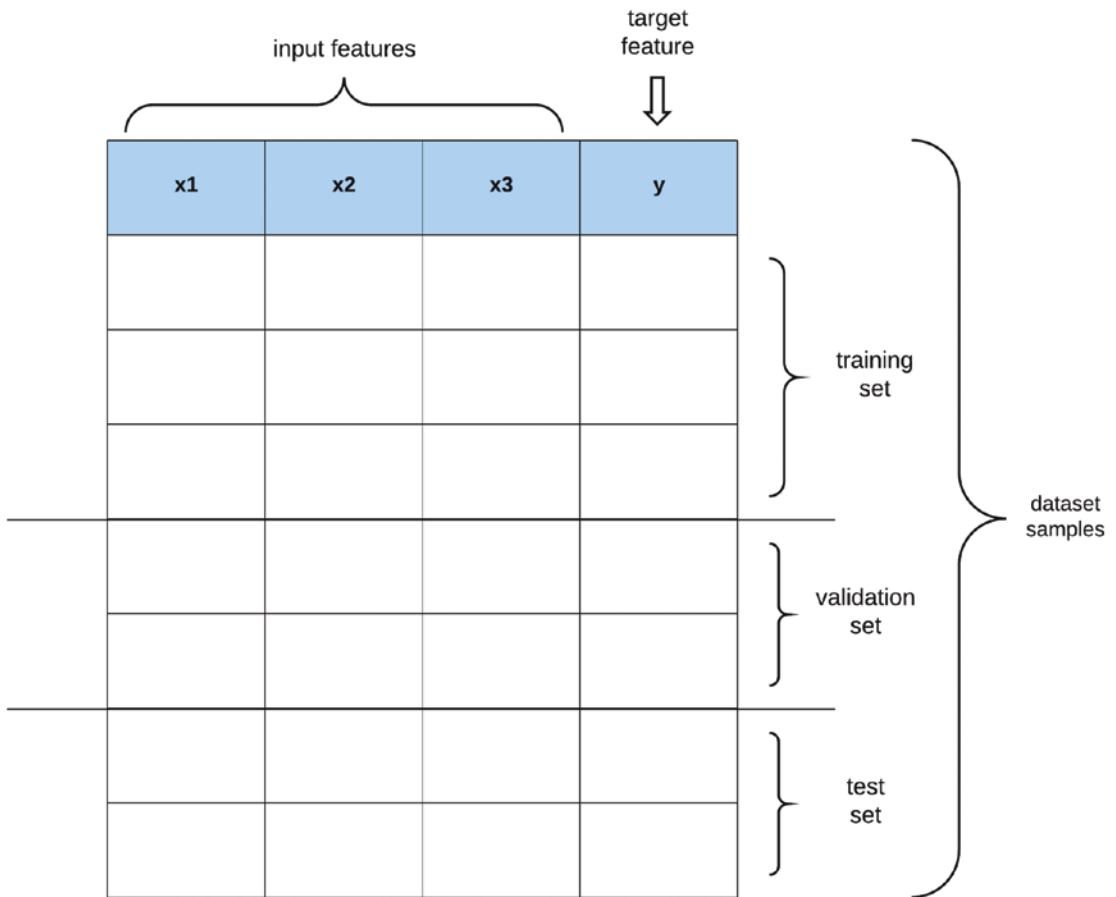 target
feature
input features
x1 x2 x3 y
training
set
dataset
samples
validation
set
test
set